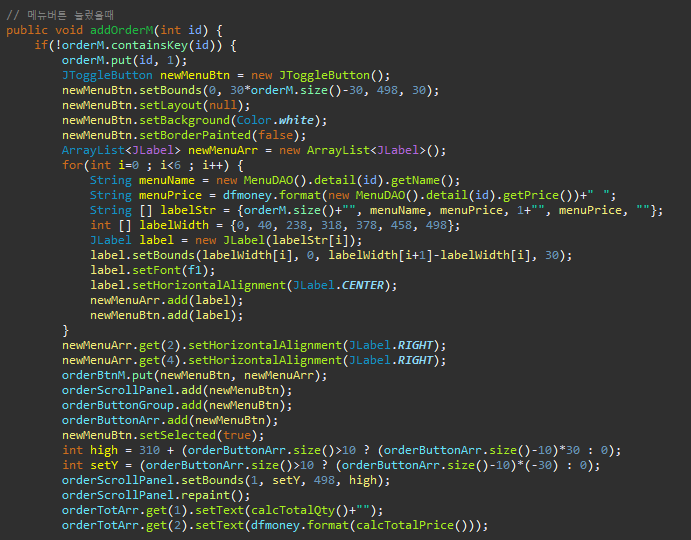 // 메뉴버튼 눌렀을때
public void addOrderM(int id) {
    if(!orderM.containsKey(id)) {
        orderM.put(id, 1);
        JToggleButton newMenuBtn = new JToggleButton();
        newMenuBtn.setBounds(0, 30*orderM.size()-30, 498, 30);
        newMenuBtn.setLayout(null);
        newMenuBtn.setBackground(Color.white);
        newMenuBtn.setBorderPainted(false);
        ArrayList<JLabel> newMenuArr = new ArrayList<JLabel>();
        for(int i=0 ; i<6 ; i++) {
            String menuName = new MenuDAO().detail(id).getName();
            String menuPrice = dfmoney.format(new MenuDAO().detail(id).getPrice())+" ";
            String [] labelStr = {orderM.size()+"", menuName, menuPrice, 1+"", menuPrice, ""};
            int [] labelWidth = {0, 40, 238, 318, 378, 458, 498};
            JLabel label = new JLabel(labelStr[i]);
            label.setBounds(labelWidth[i], 0, labelWidth[i+1]-labelWidth[i], 30);
            label.setFont(f1);
            label.setHorizontalAlignment(JLabel.CENTER);
            newMenuArr.add(label);
            newMenuBtn.add(label);
        }
        newMenuArr.get(2).setHorizontalAlignment(JLabel.RIGHT);
        newMenuArr.get(4).setHorizontalAlignment(JLabel.RIGHT);
        orderBtnM.put(newMenuBtn, newMenuArr);
        orderScrollPanel.add(newMenuBtn);
        orderButtonGroup.add(newMenuBtn);
        orderButtonArr.add(newMenuBtn);
        newMenuBtn.setSelected(true);
        int high = 310 + (orderButtonArr.size()>10 ? (orderButtonArr.size()-10)*30 : 0);
        int setY = (orderButtonArr.size()>10 ? (orderButtonArr.size()-10)*(-30) : 0);
        orderScrollPanel.setBounds(1, setY, 498, high);
        orderScrollPanel.repaint();
        orderTotArr.get(1).setText(calcTotalQty()+"");
        orderTotArr.get(2).setText(dfmoney.format(calcTotalPrice()));